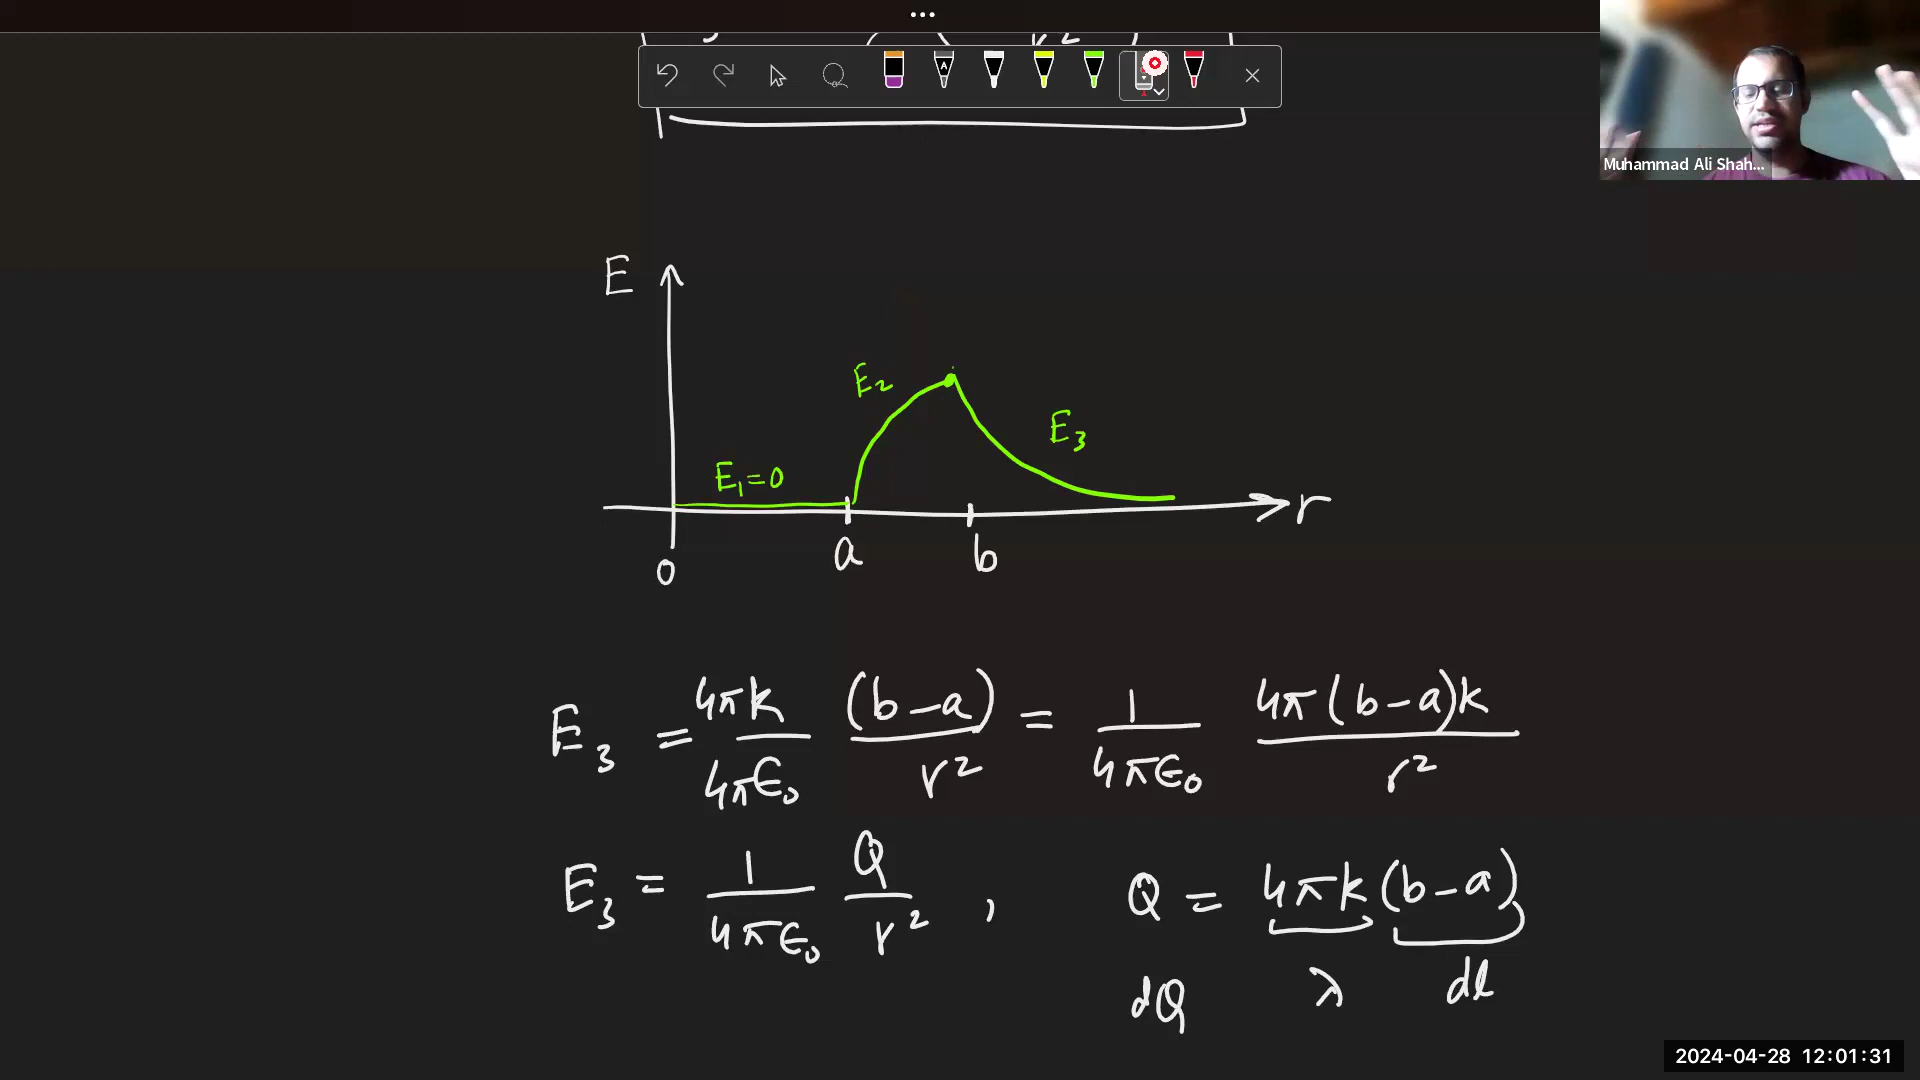 Muhammad Ali Shah...
E
E₂
E₃
E₁=0
r
0 a b
E₃ = 4πk/4πϵ₀ (b-a)/r² = 1/4πϵ₀ 4π(b-a)k/r²
E₃ = 1/4πϵ₀ Q/r² , Q = 4πk(b-a)
dQ λ dl
2024-04-28 12:01:31